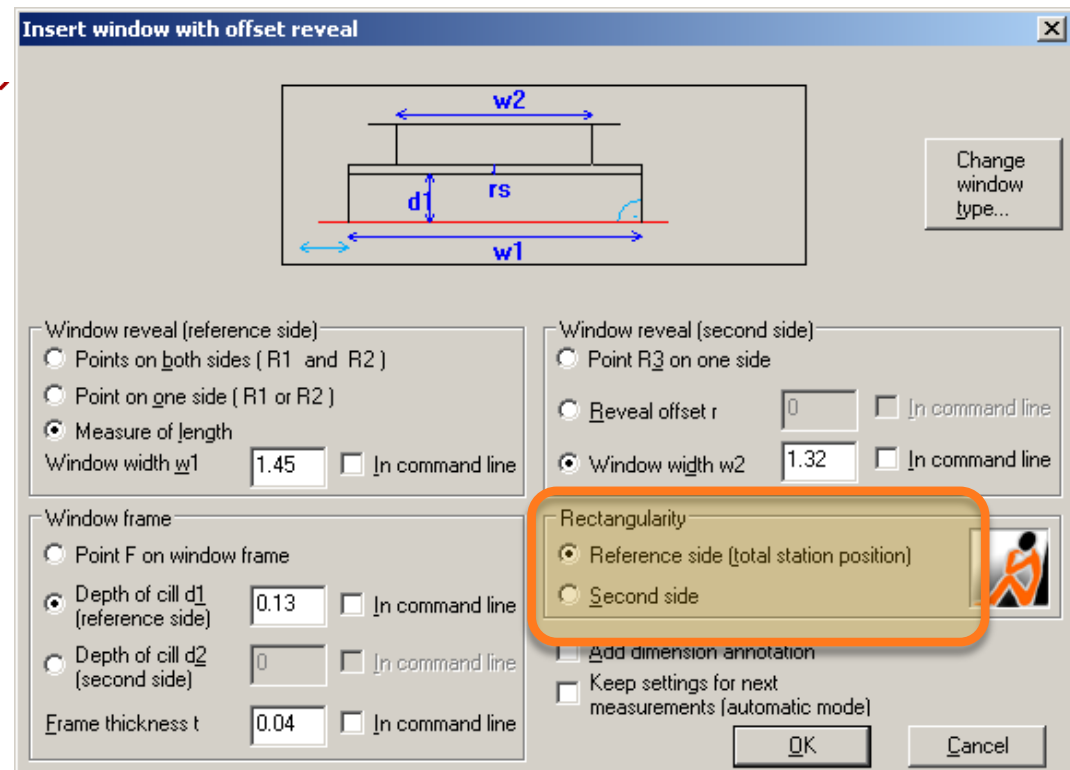 Insert window with offset reveal
w2
d1
rs
w1
Change
window
type...
Window reveal (reference side)
Points on both sides ( R1 and R2 )
Point on one side ( R1 or R2 )
Measure of length
Window width w1 1.45 In command line
Window reveal (second side)
Point R3 on one side
Reveal offset r 0 In command line
Window width w2 1.32 In command line
Window frame
Point F on window frame
Depth of cill d1
(reference side) 0.13 In command line
Depth of cill d2
(second side) 0 In command line
Frame thickness t 0.04 In command line
Rectangularity
Reference side (total station position)
Second side
Add dimension annotation
Keep settings for next
measurements (automatic mode)
OK Cancel